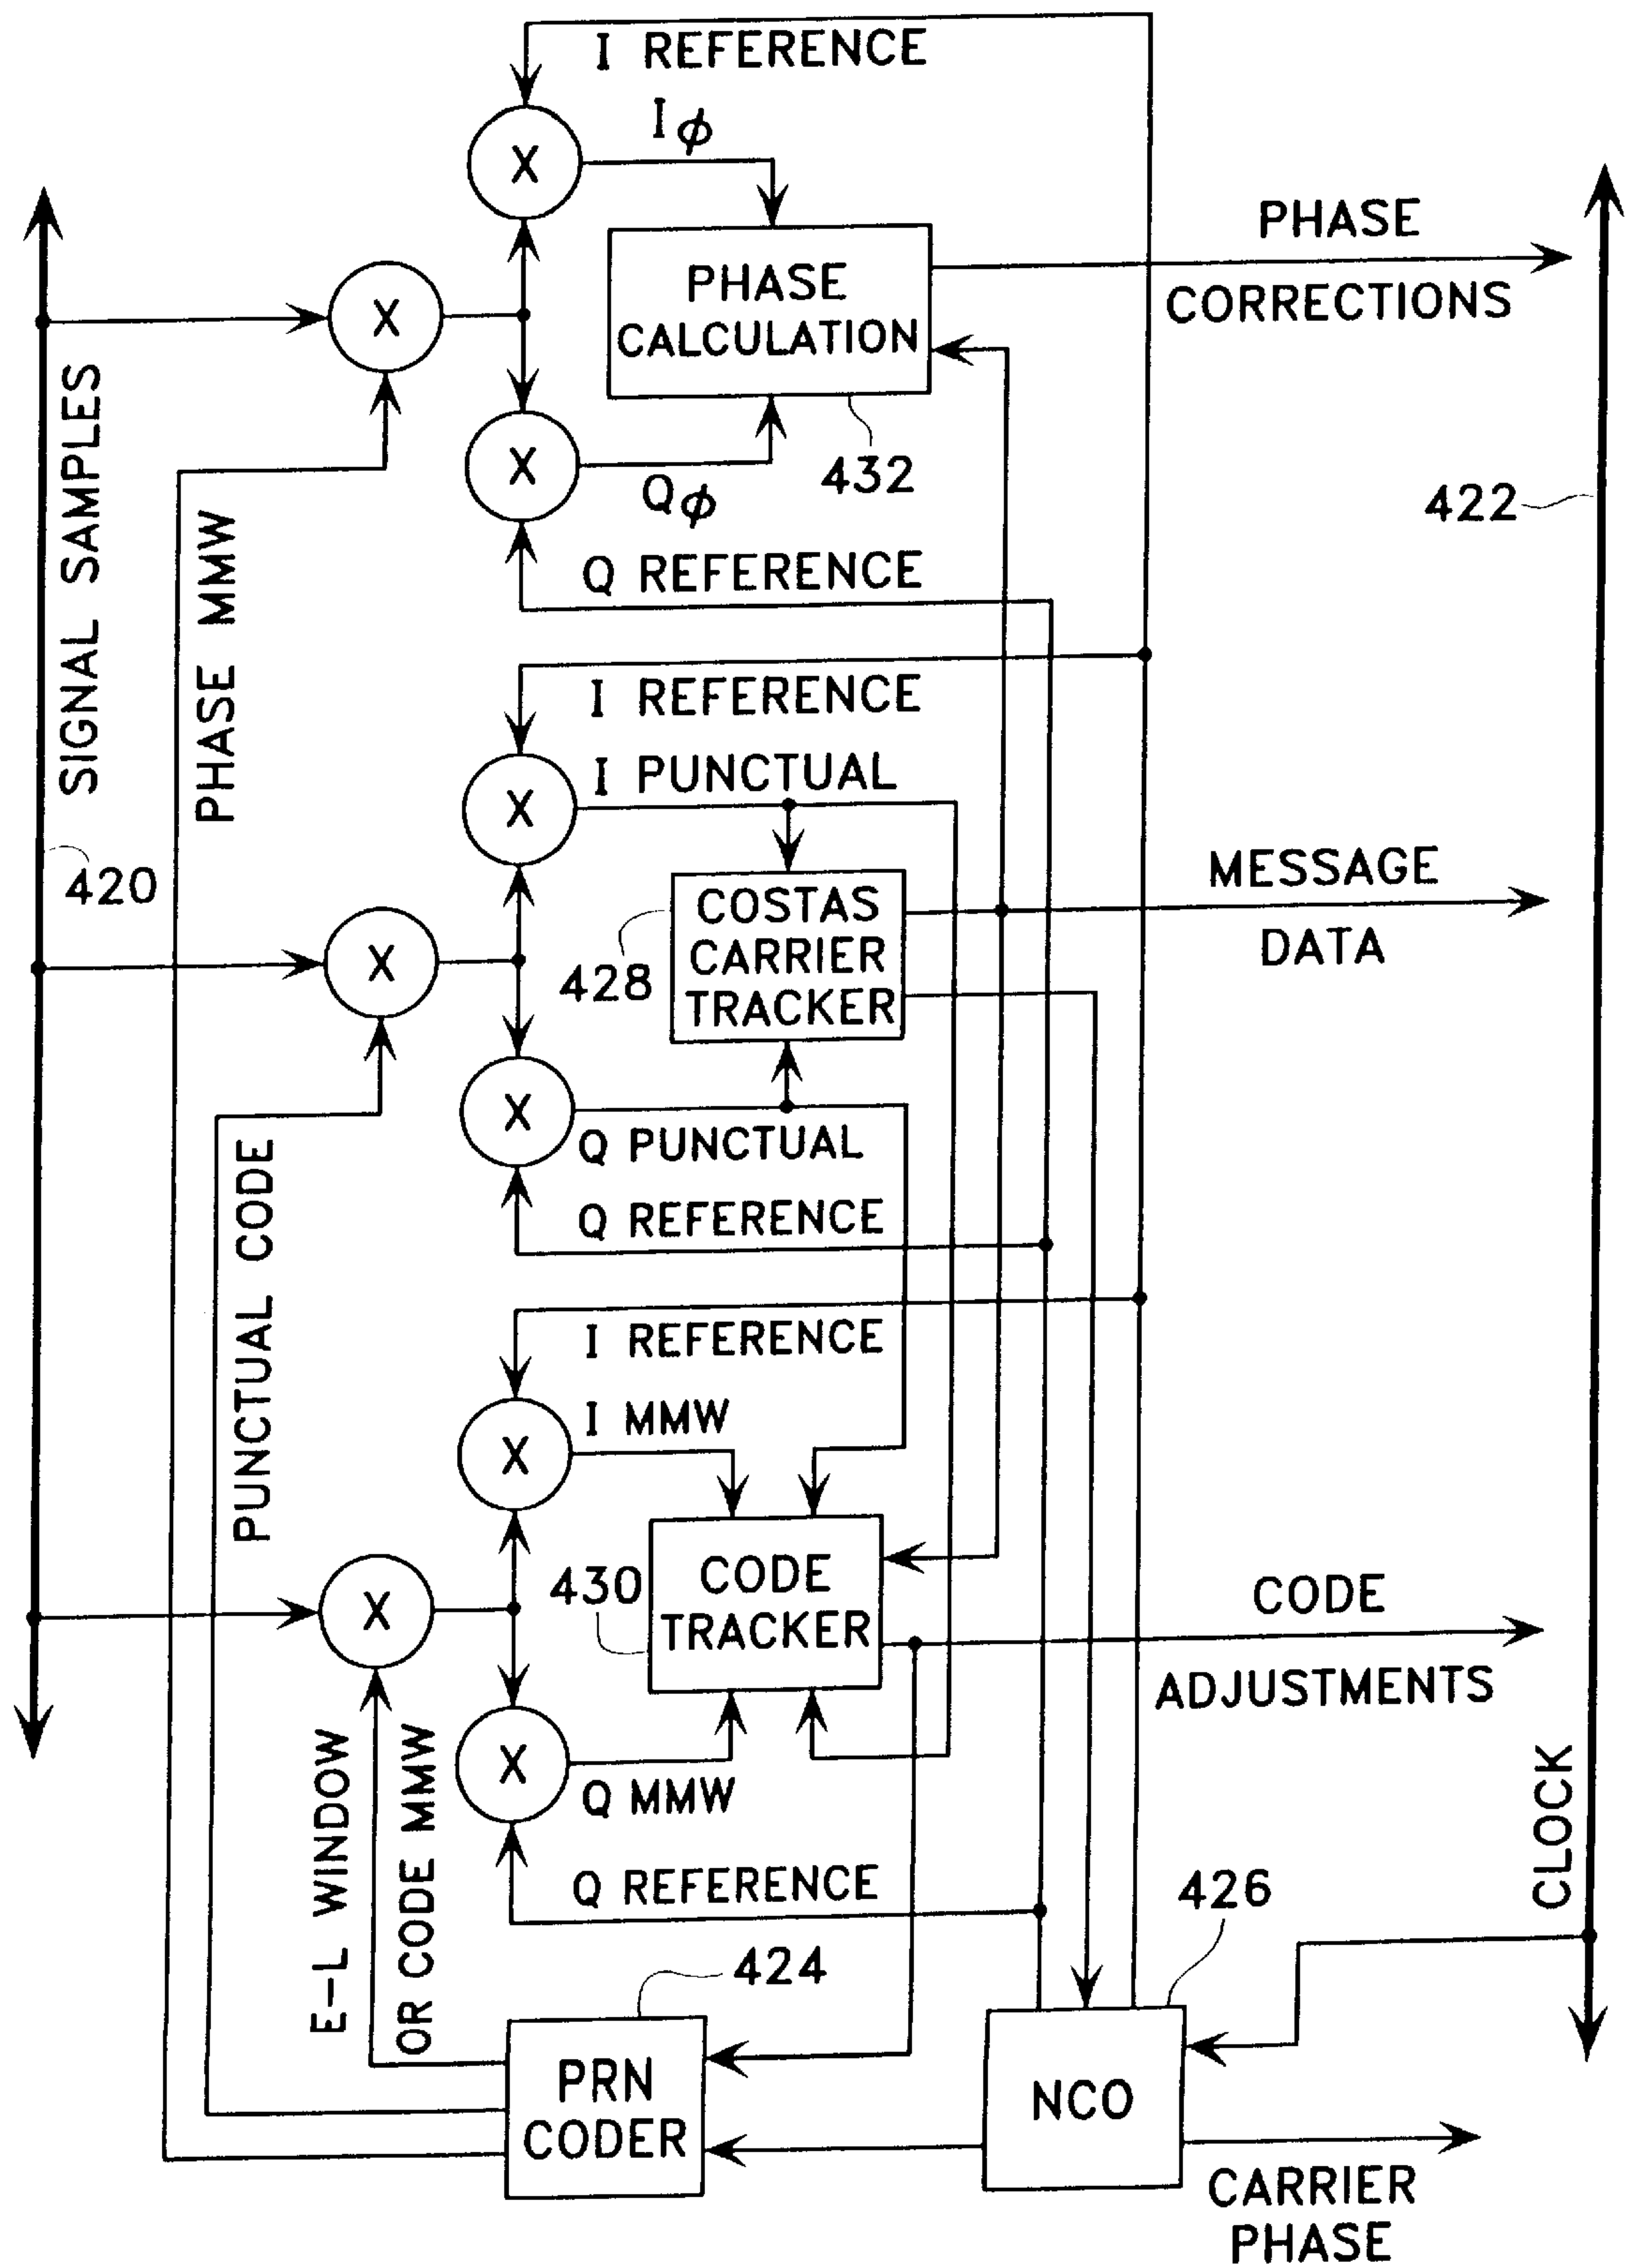 I REFERENCE
X
Iϕ
PHASE
CORRECTIONS
X
PHASE
CALCULATION
X
Qϕ
432
422
SIGNAL SAMPLES
PHASE MMW
Q REFERENCE
I REFERENCE
I PUNCTUAL
X
420
MESSAGE
DATA
COSTAS
CARRIER
TRACKER
428
X
X
Q PUNCTUAL
Q REFERENCE
PUNCTUAL CODE
I REFERENCE
I MMW
X
430
CODE
TRACKER
X
CODE
ADJUSTMENTS
X
Q MMW
E-L WINDOW
OR CODE MMW
CLOCK
Q REFERENCE
426
424
PRN
CODER
NCO
CARRIER
PHASE